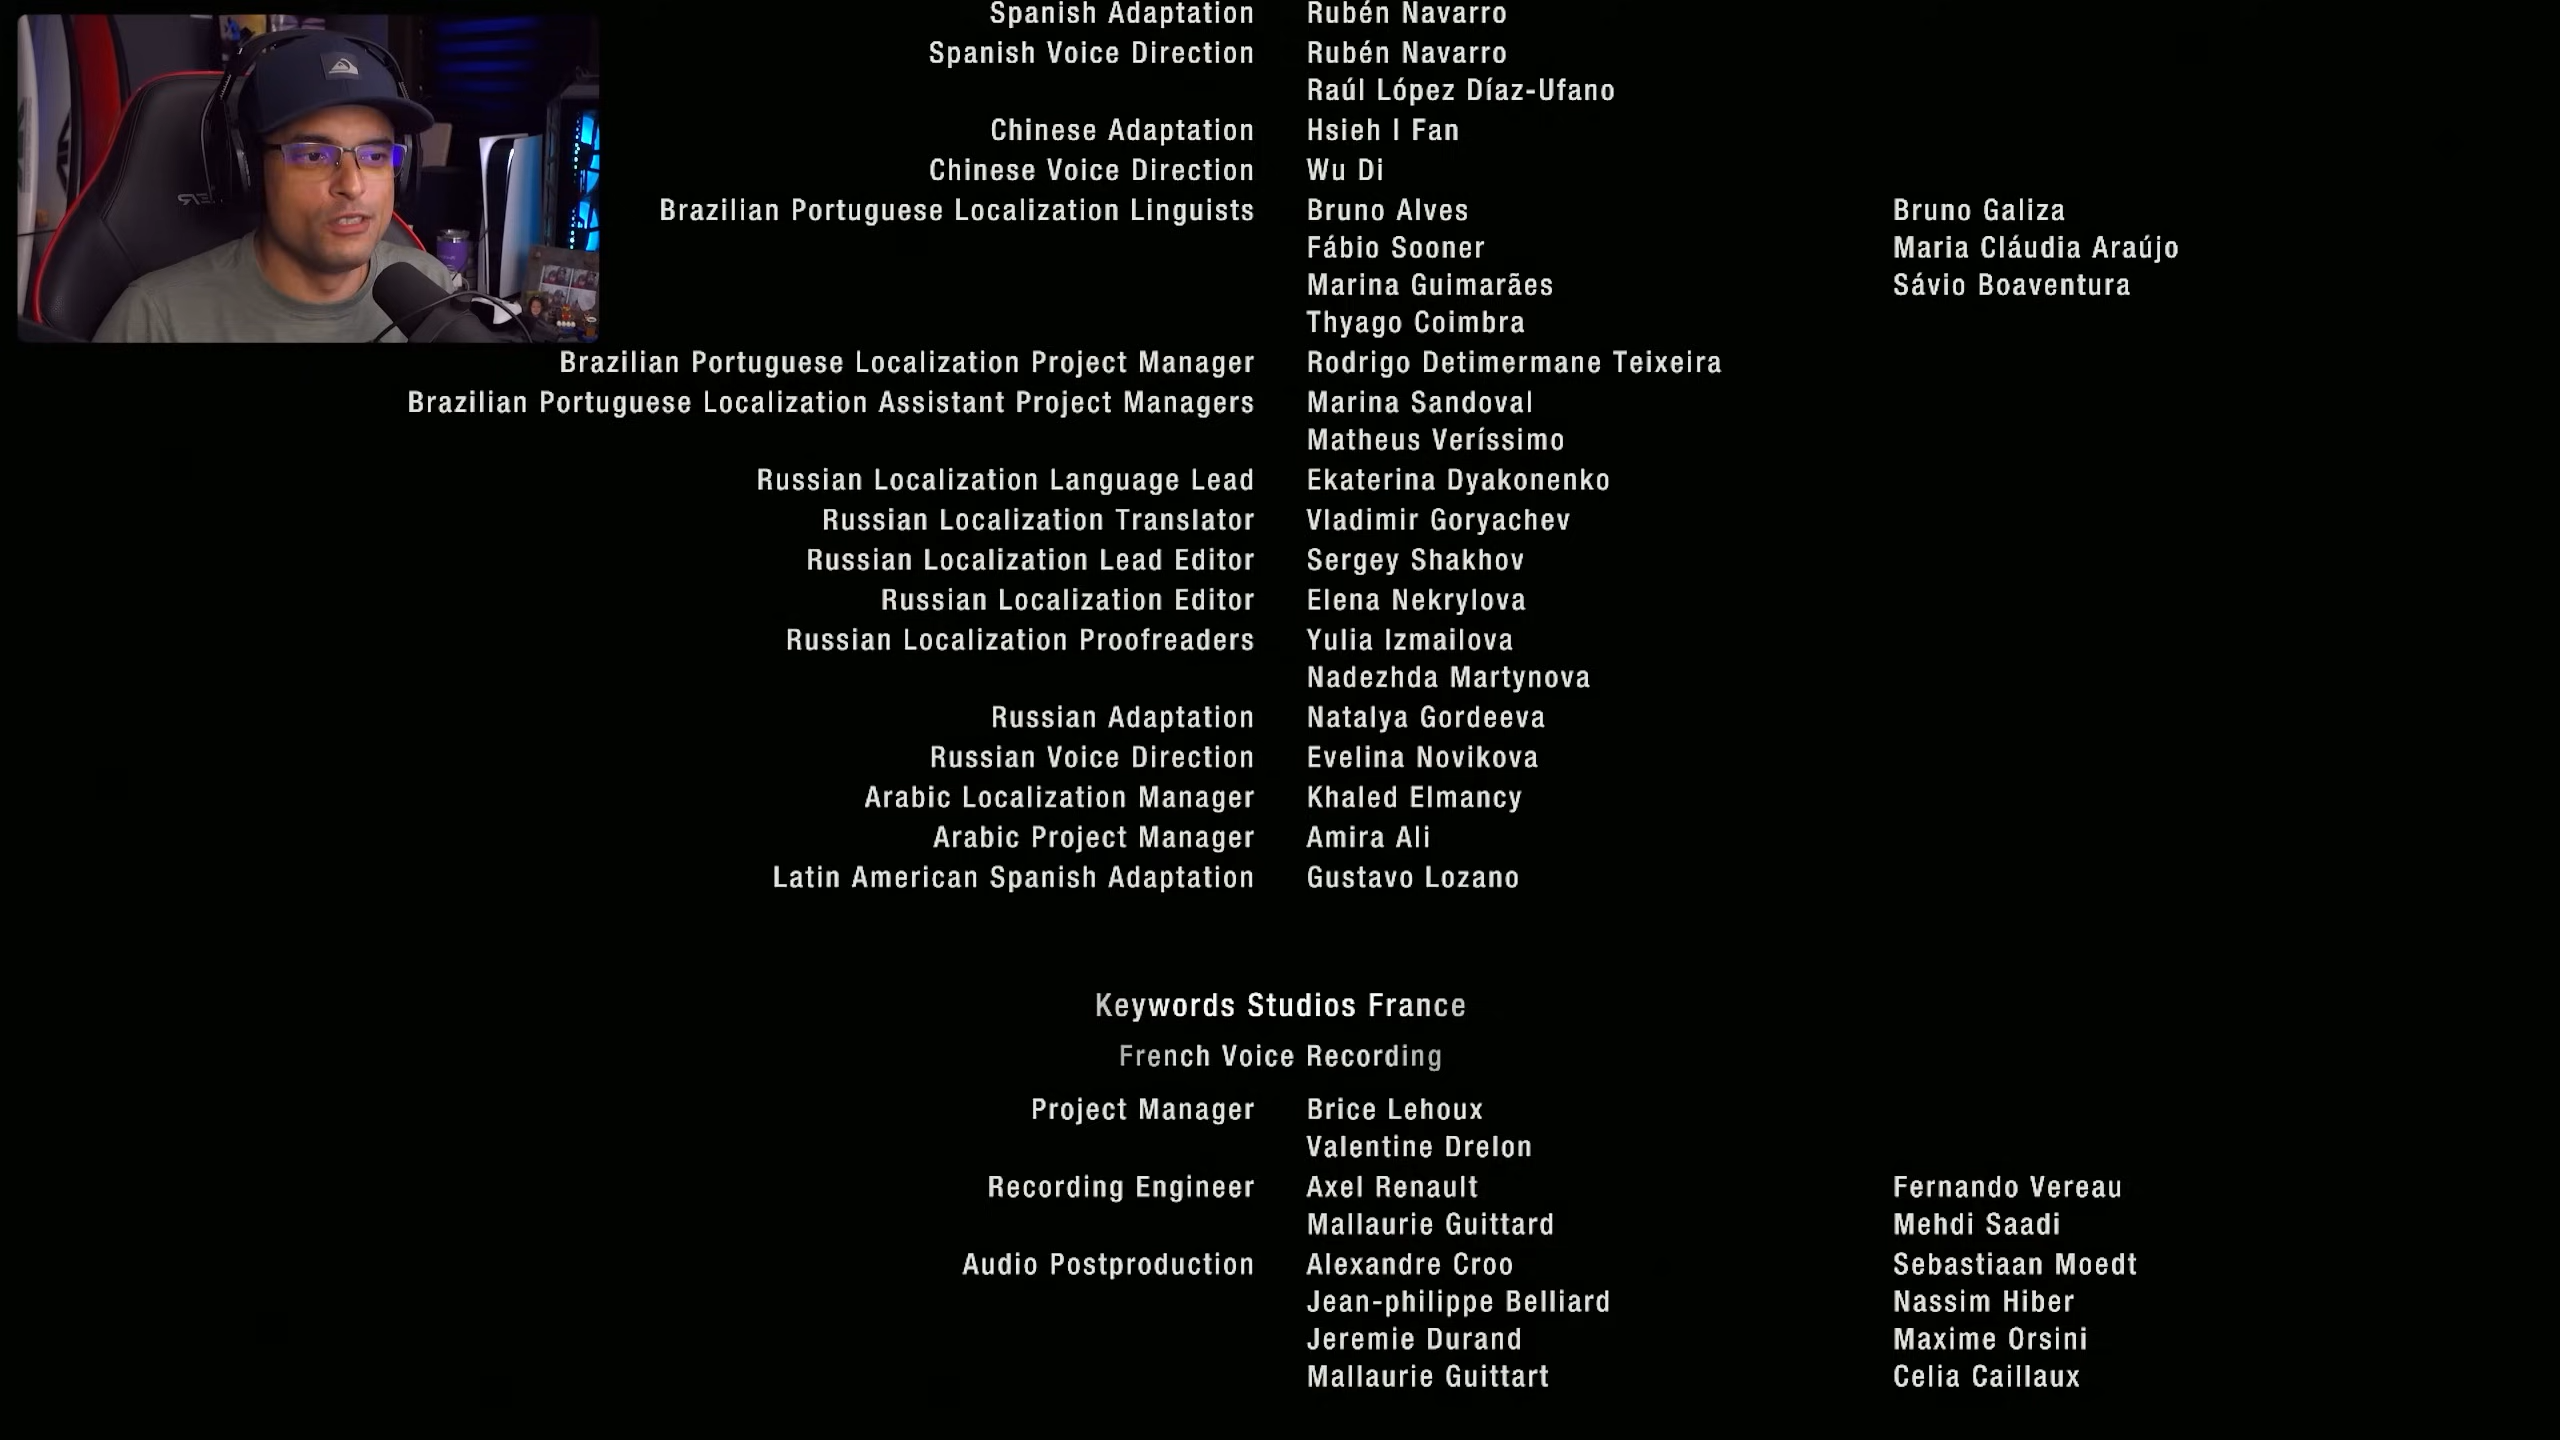 Spanish Adaptation Rubén Navarro
Spanish Voice Direction Rubén Navarro
Raúl López Díaz-Ufano
Chinese Adaptation Hsieh I Fan
Chinese Voice Direction Wu Di
Brazilian Portuguese Localization Linguists Bruno Alves Bruno Galiza
Fábio Sooner Maria Cláudia Araújo
Marina Guimarães Sávio Boaventura
Thyago Coimbra
Brazilian Portuguese Localization Project Manager Rodrigo Detimermane Teixeira
Brazilian Portuguese Localization Assistant Project Managers Marina Sandoval
Matheus Veríssimo
Russian Localization Language Lead Ekaterina Dyakonenko
Russian Localization Translator Vladimir Goryachev
Russian Localization Lead Editor Sergey Shakhov
Russian Localization Editor Elena Nekrylova
Russian Localization Proofreaders Yulia Izmailova
Nadezhda Martynova
Russian Adaptation Natalya Gordeeva
Russian Voice Direction Evelina Novikova
Arabic Localization Manager Khaled Elmancy
Arabic Project Manager Amira Ali
Latin American Spanish Adaptation Gustavo Lozano
Keywords Studios France
French Voice Recording
Project Manager Brice Lehoux
Valentine Drelon
Recording Engineer Axel Renault Fernando Vereau
Mallaurie Guittard Mehdi Saadi
Audio Postproduction Alexandre Croo Sebastiaan Moedt
Jean-philippe Belliard Nassim Hiber
Jeremie Durand Maxime Orsini
Mallaurie Guittart Celia Caillaux